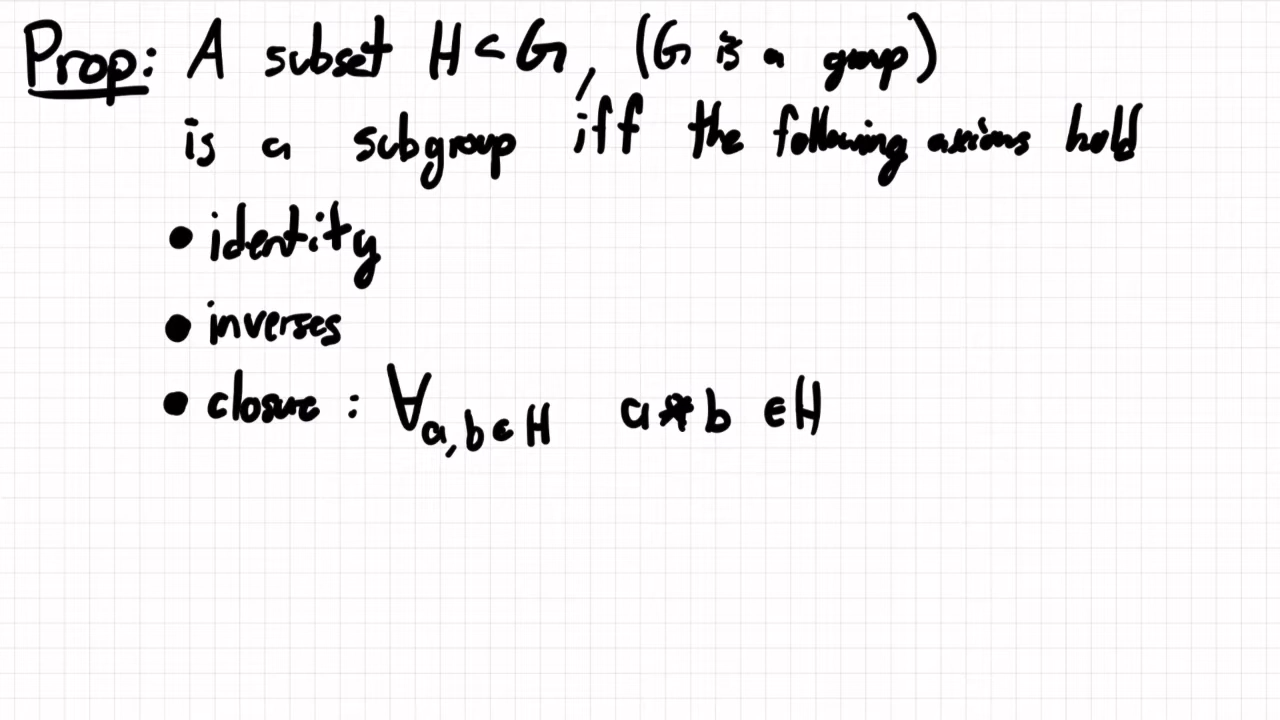 Prop: A subset H ⊂ G, (G is a group)
is a subgroup iff the following axioms hold
• identity
• inverses
• closure : ∀a,b∈H a*b ∈H